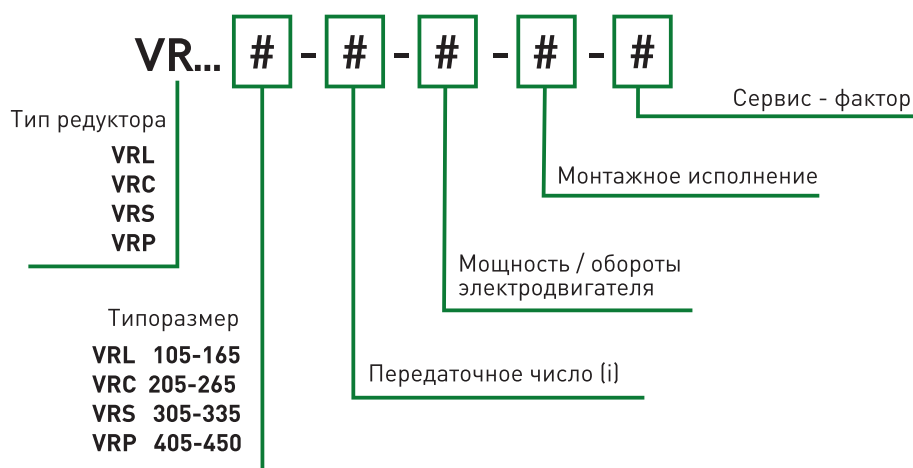 VR... # - # - # - # - #
Сервис - фактор
Тип редуктора
VRL
VRC
VRS
VRP
Монтажное исполнение
Мощность / обороты
электродвигателя
Типоразмер
VRL 105-165
VRC 205-265
VRS 305-335
VRP 405-450
Передаточное число (i)